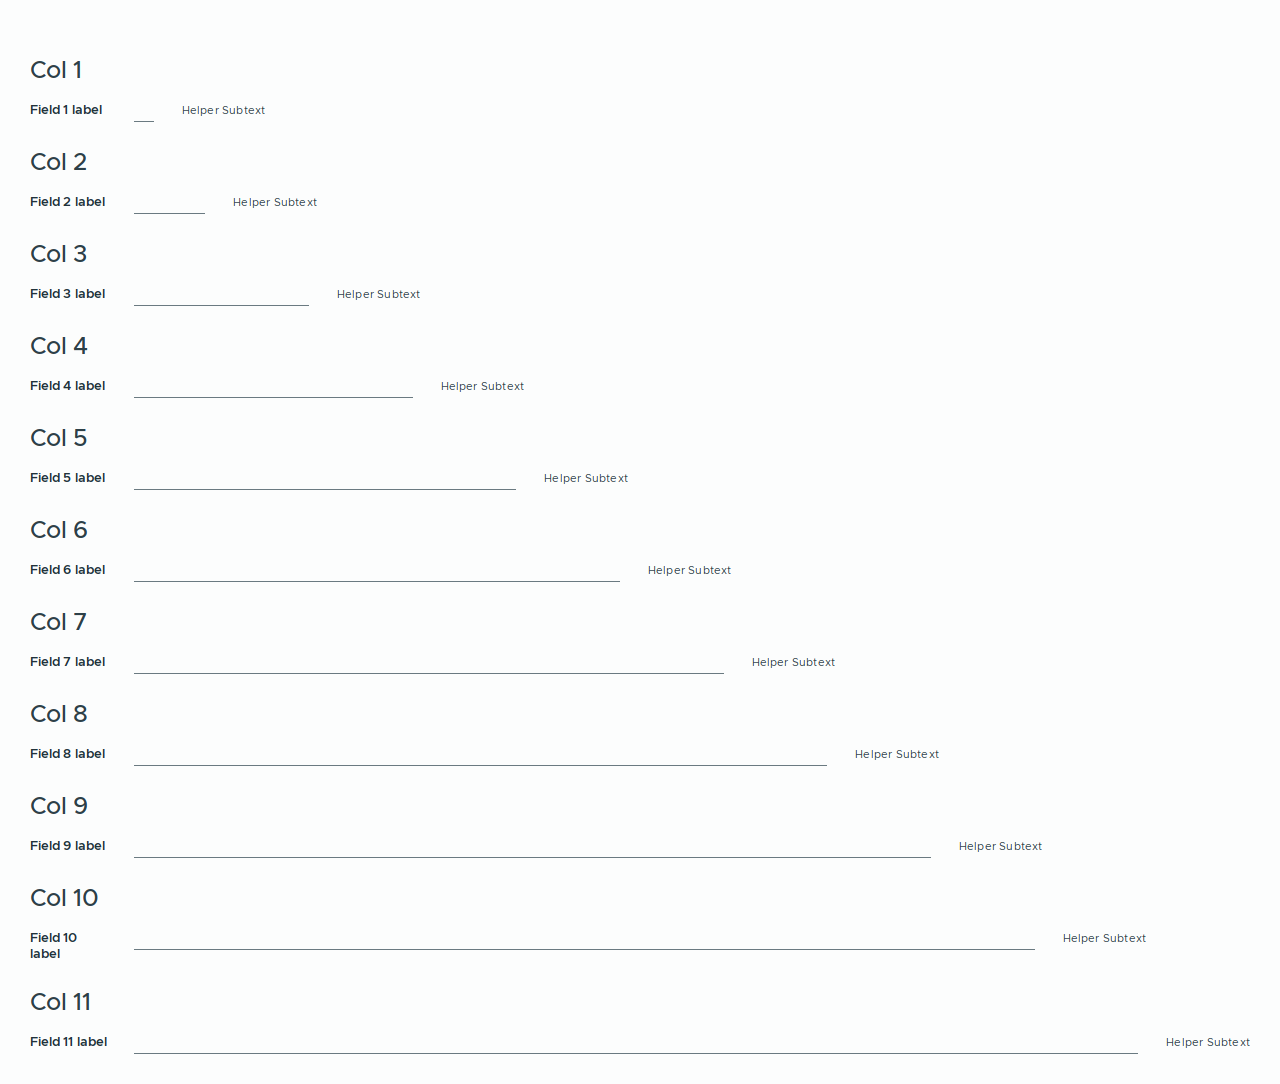 Col 1
Field 1 label Helper Subtext
Col 2
Field 2 label Helper Subtext
Col 3
Field 3 label Helper Subtext
Col 4
Field 4 label Helper Subtext
Col 5
Field 5 label Helper Subtext
Col 6
Field 6 label Helper Subtext
Col 7
Field 7 label Helper Subtext
Col 8
Field 8 label Helper Subtext
Col 9
Field 9 label Helper Subtext
Col 10
Field 10 Helper Subtext
label
Col 11
Field 11 label Helper Subtext